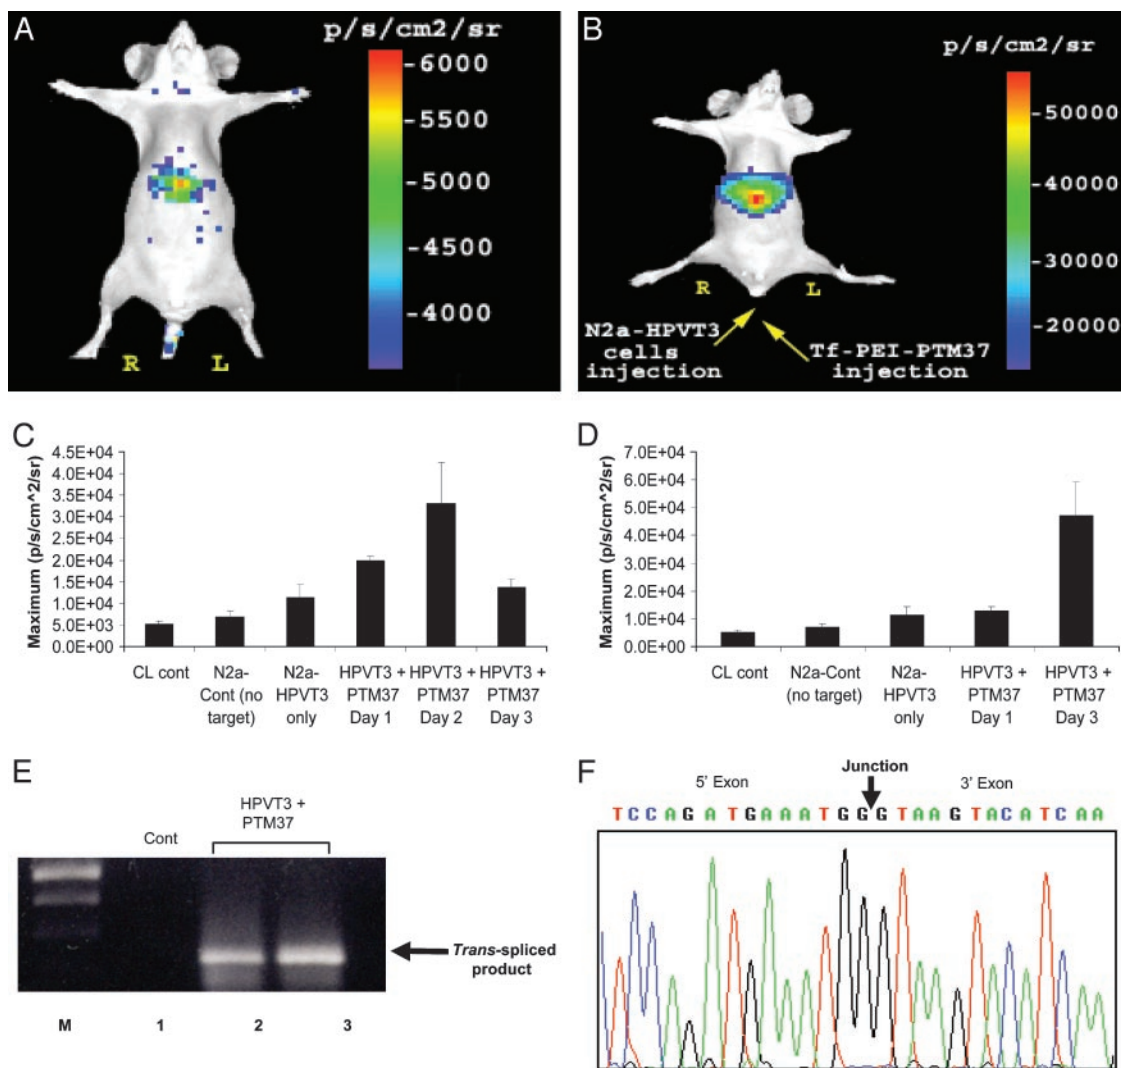 A
p/s/cm2/sr
-6000
-5500
-5000
-4500
-4000
R L
B
p/s/cm2/sr
-50000
-40000
-30000
-20000
R L
N2a-HPVT3
cells
injection
Tf-PEI-PTM37
injection
C
Maximum (p/s/cm^2/sr)
4.5E+04
4.0E+04
3.5E+04
3.0E+04
2.5E+04
2.0E+04
1.5E+04
1.0E+04
5.0E+03
0.0E+00
CL cont
N2a-
Cont (no
target)
N2a-
HPVT3
only
HPVT3 +
PTM37
Day 1
HPVT3 +
PTM37
Day 2
HPVT3 +
PTM37
Day 3
D
Maximum (p/s/cm^2/sr)
7.0E+04
6.0E+04
5.0E+04
4.0E+04
3.0E+04
2.0E+04
1.0E+04
0.0E+00
CL cont
N2a-Cont
(no target)
N2a-
HPVT3
only
HPVT3 +
PTM37
Day 1
HPVT3 +
PTM37
Day 3
E
HPVT3 +
PTM37
Cont
Trans-spliced
product
M 1 2 3
F
Junction
5' Exon 3' Exon
T C C A G A T G A A A T G G G T A A G T A C A T C A A